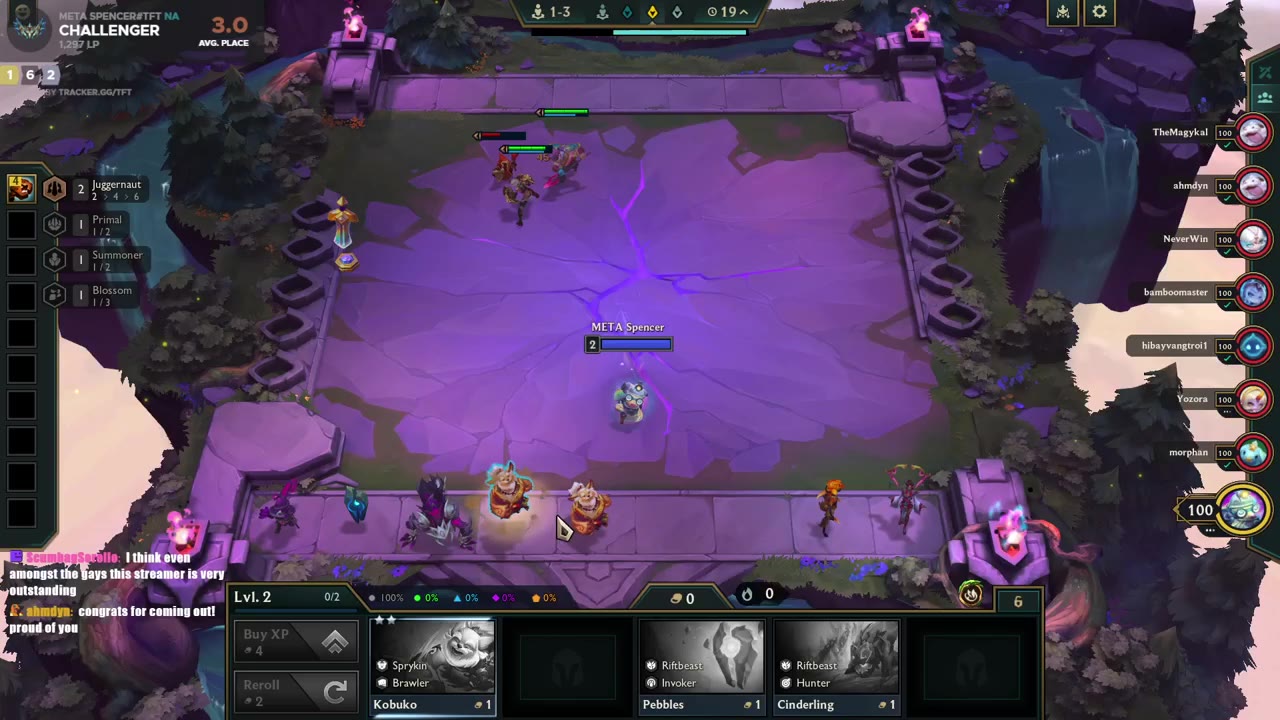 META SPENCER#TFT NA
CHALLENGER
1,297 LP
3.0
AVG. PLACE
1 6 2
BY TRACKER.GG/TFT
1-3
19
2
Juggernaut
2 > 4 > 6
1
Primal
1 / 2
1
Summoner
1 / 2
1
Blossom
1 / 3
META Spencer
2
TheMagykal 100
ahmdyn 100
NeverWin 100
bamboomaster 100
hibayvangtroi1 100
Yozora 100
morphan 100
100
ScumbagSorello: I think even
amongst the gays this streamer is very
outstanding
ahmdyn: congrats for coming out!
proud of you
Lvl. 2 0/2
100% 0% 0% 0% 0%
0
0
6
Buy XP
4
Reroll
2
Sprykin
Brawler
Kobuko 1
Riftbeast
Invoker
Pebbles 1
Riftbeast
Hunter
Cinderling 1